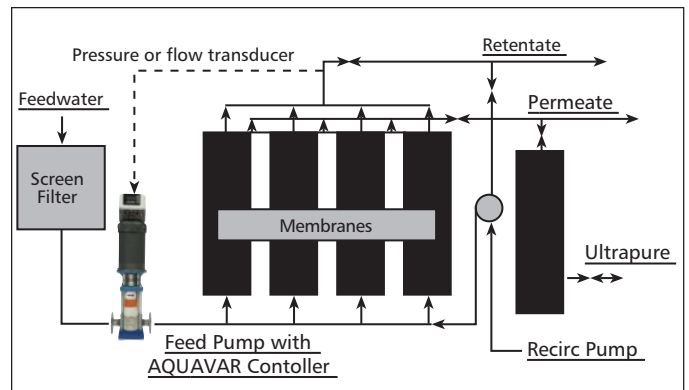 Pressure or flow transducer
Retentate
Feedwater
Permeate
Screen
Filter
Membranes
Ultrapure
Feed Pump with
AQUAVAR Contoller
Recirc Pump